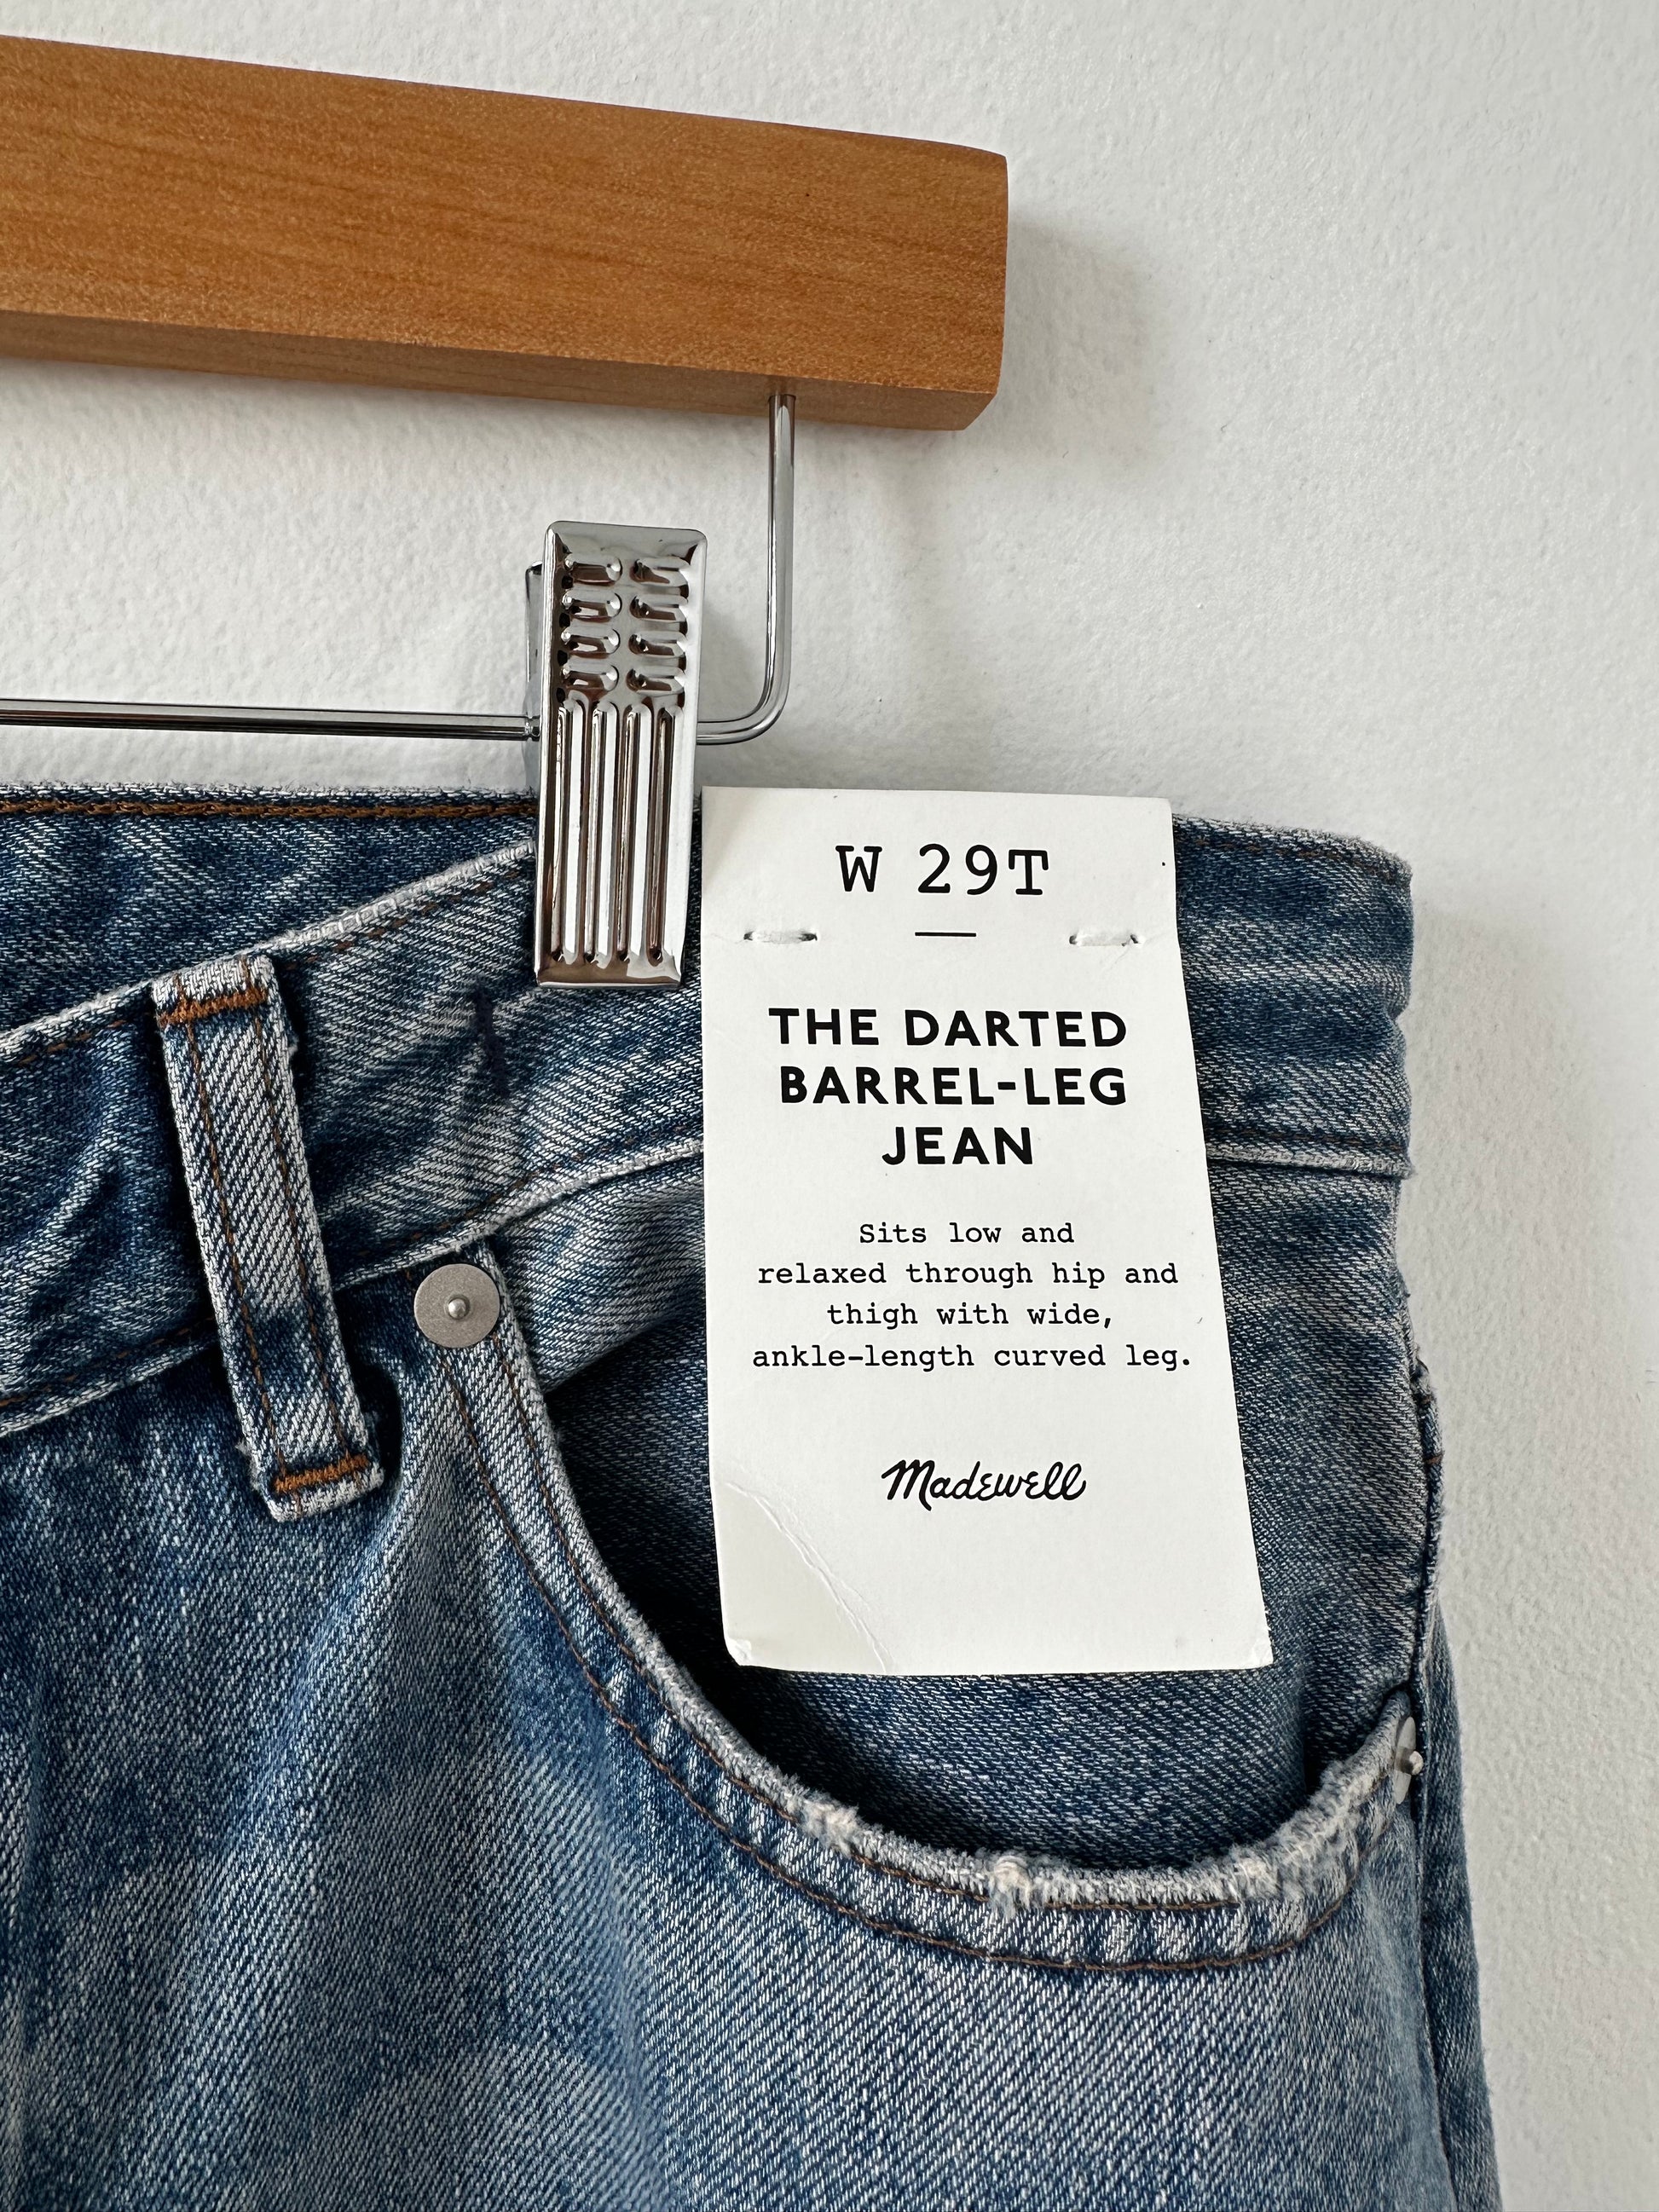 W 29T
THE DARTED
BARREL-LEG
JEAN
Sits low and
relaxed through hip and
thigh with wide,
ankle-length curved leg.
Madewell